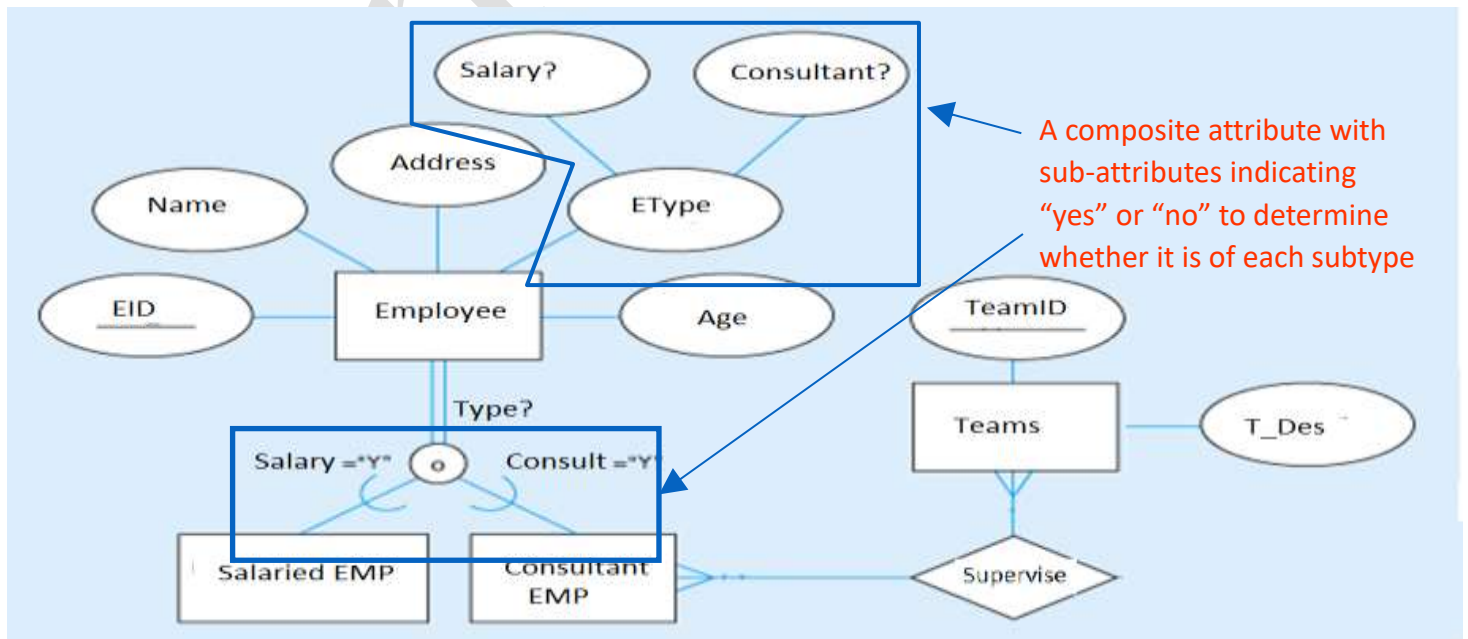 Salary?
Consultant?
A composite attribute with
sub-attributes indicating
“yes” or “no” to determine
whether it is of each subtype
Address
Name
EType
EID
Employee
Age
TeamID
Type?
Teams
T_Des
Salary ="Y"
o
Consult ="Y"
Salaried EMP
Consultant
EMP
Supervise